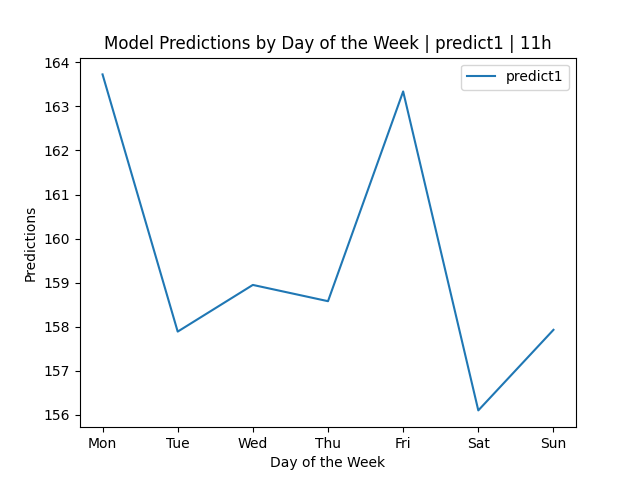 Model Predictions by Day of the Week | predict1 | 11h
predict1
164
163
162
161
160
159
158
157
156
Predictions
Mon Tue Wed Thu Fri Sat Sun
Day of the Week